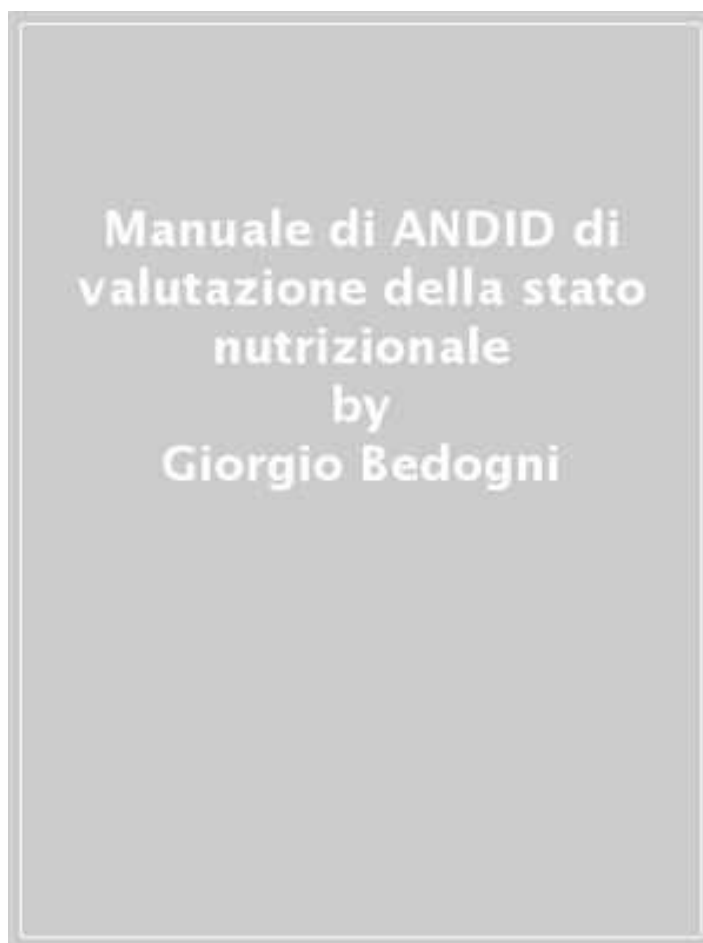 Manuale di ANDID di
valutazione della stato
nutrizionale
by
Giorgio Bedogni